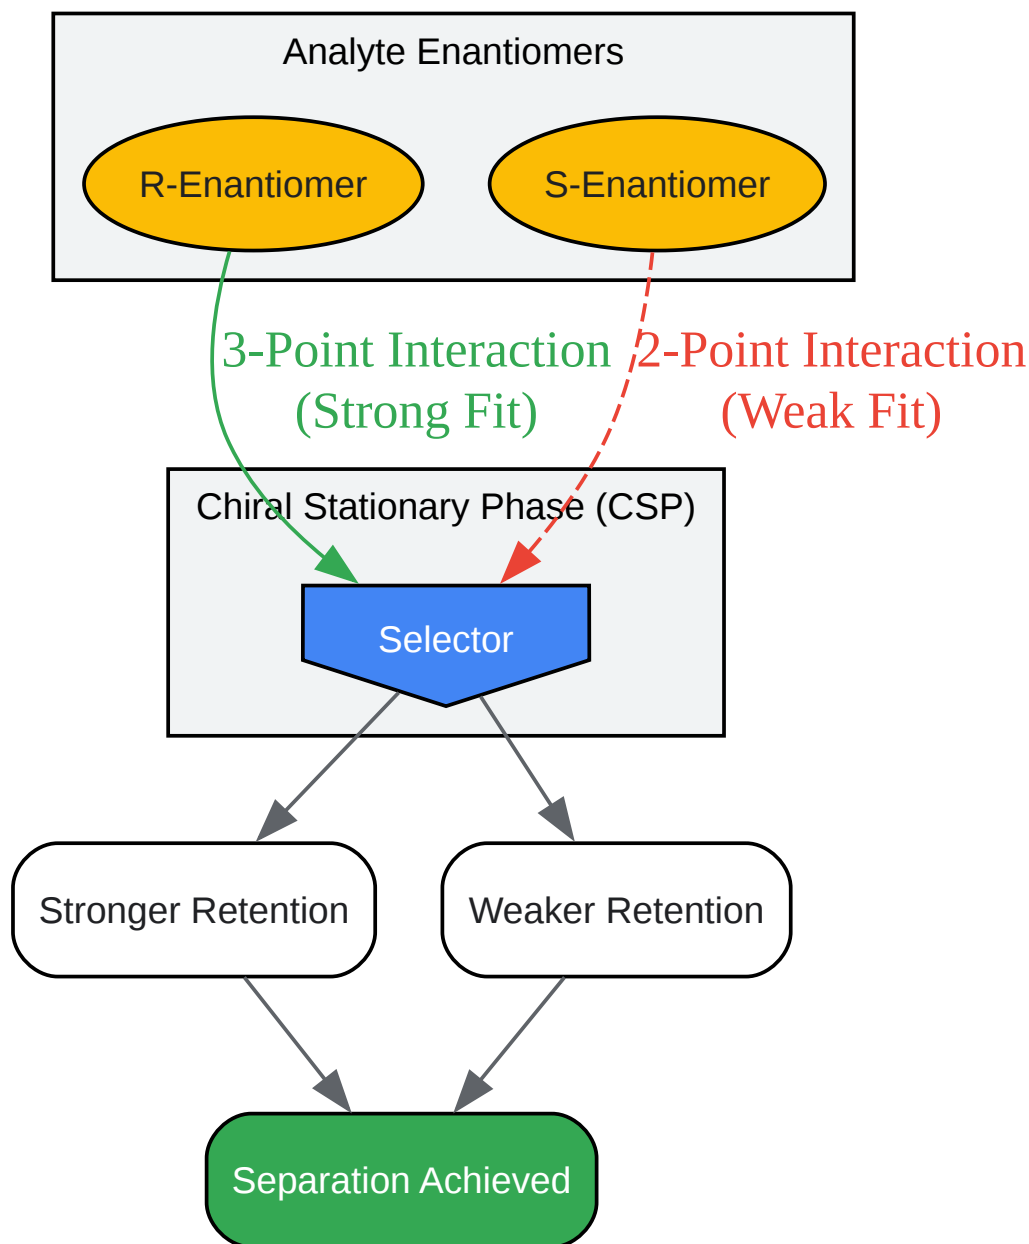 Analyte Enantiomers
R-Enantiomer
S-Enantiomer
3-Point Interaction
(Strong Fit)
2-Point Interaction
(Weak Fit)
Chiral Stationary Phase (CSP)
Selector
Stronger Retention
Weaker Retention
Separation Achieved